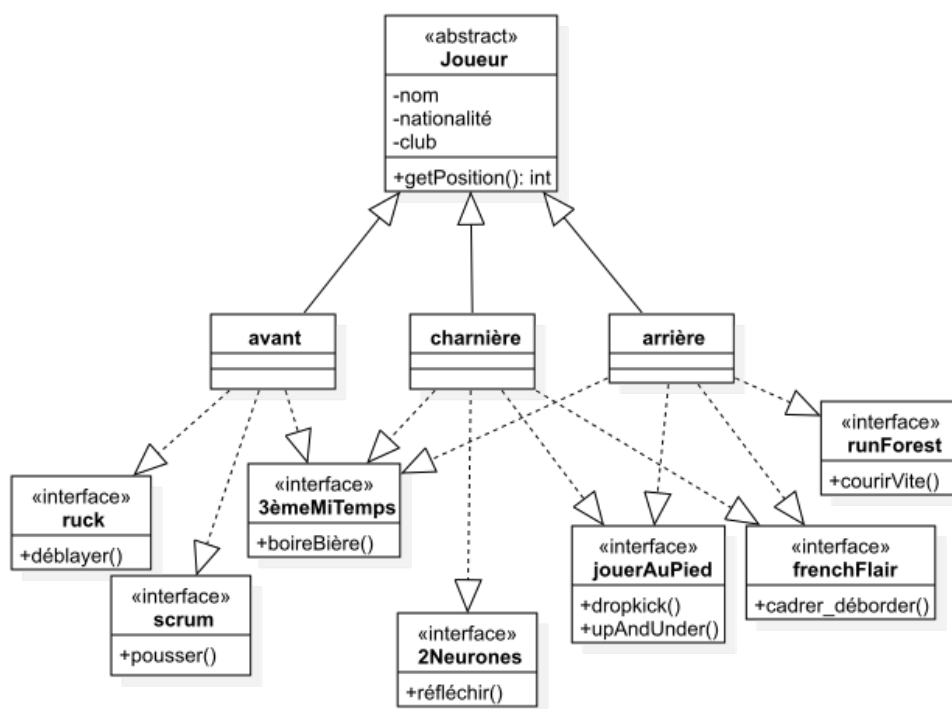 «abstract»
Joueur
-nom
-nationalité
-club
+getPosition(): int
avant
charnière
arrière
«interface»
runForest
+courirVite()
«interface»
3èmeMiTemps
+boireBière()
«interface»
ruck
+déblayer()
«interface»
jouerAuPied
+dropkick()
+upAndUnder()
«interface»
frenchFlair
+cadrer_déborder()
«interface»
scrum
+pousser()
«interface»
2Neurones
+réfléchir()